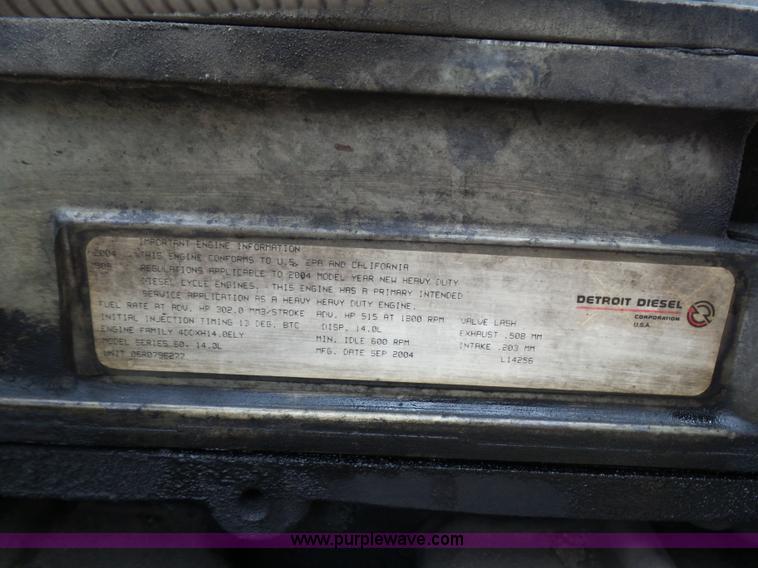 IMPORTANT ENGINE INFORMATION
2004 THIS ENGINE CONFORMS TO U.S. EPA AND CALIFORNIA
REGULATIONS APPLICABLE TO 2004 MODEL YEAR NEW HEAVY DUTY
DIESEL CYCLE ENGINES. THIS ENGINE HAS A PRIMARY INTENDED
SERVICE APPLICATION AS A HEAVY HEAVY DUTY ENGINE.
FUEL RATE AT ADV. HP 302.0 MM3/STROKE ADV. HP 515 AT 1800 RPM VALVE LASH
INITIAL INJECTION TIMING 13 DEG. BTC DISP. 14.0L EXHAUST .508 MM
ENGINE FAMILY 4DDXH14.0ELY MIN. IDLE 600 RPM INTAKE .203 MM
MODEL SERIES 60. 14.0L MFG. DATE SEP 2004 L14256
UNIT 06R0796277
DETROIT DIESEL
CORPORATION
U.S.A.
www.purplewave.com